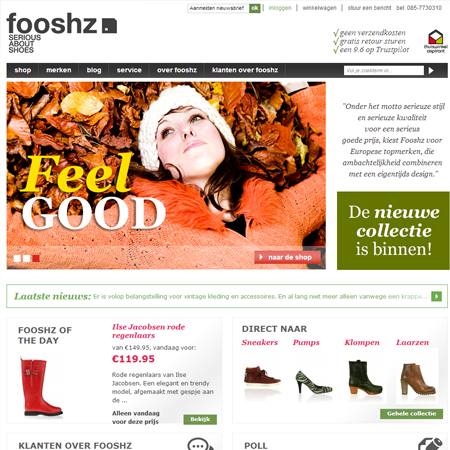 fooshz
SERIOUS
ABOUT
SHOES
Aanmelden nieuwsbrief ok inloggen winkelwagen stuur een bericht bel: 085-7730310
geen verzendkosten
gratis retour sturen
een 9.6 op Trustpilot
thuiswinkel
aspirant
shop merken blog service over fooshz klanten over fooshz
Vul je zoekterm in...
Feel
GOOD
naar de shop
"Onder het motto serieuze stijl
en serieuze kwaliteit
voor een serieus
goede prijs, kiest Fooshz voor
Europese topmerken, die
ambachtelijkheid combineren
met een eigentijds design."
De nieuwe
collectie
is binnen!
Laatste nieuws: Er is volop belangstelling voor vintage kleding en accessoires. En al lang niet meer alleen vanwege een krappe...
FOOSHZ OF
THE DAY
Ilse Jacobsen rode
regenlaars
van €149.95, vandaag voor:
€119.95
Rode regenlaars van Ilse
Jacobsen. Een elegant en trendy
model, afgemaakt met gespje aan
de ...
Alleen vandaag
voor deze prijs
Bekijk
DIRECT NAAR
Sneakers Pumps Klompen Laarzen
Gehele collectie
KLANTEN OVER FOOSHZ
POLL